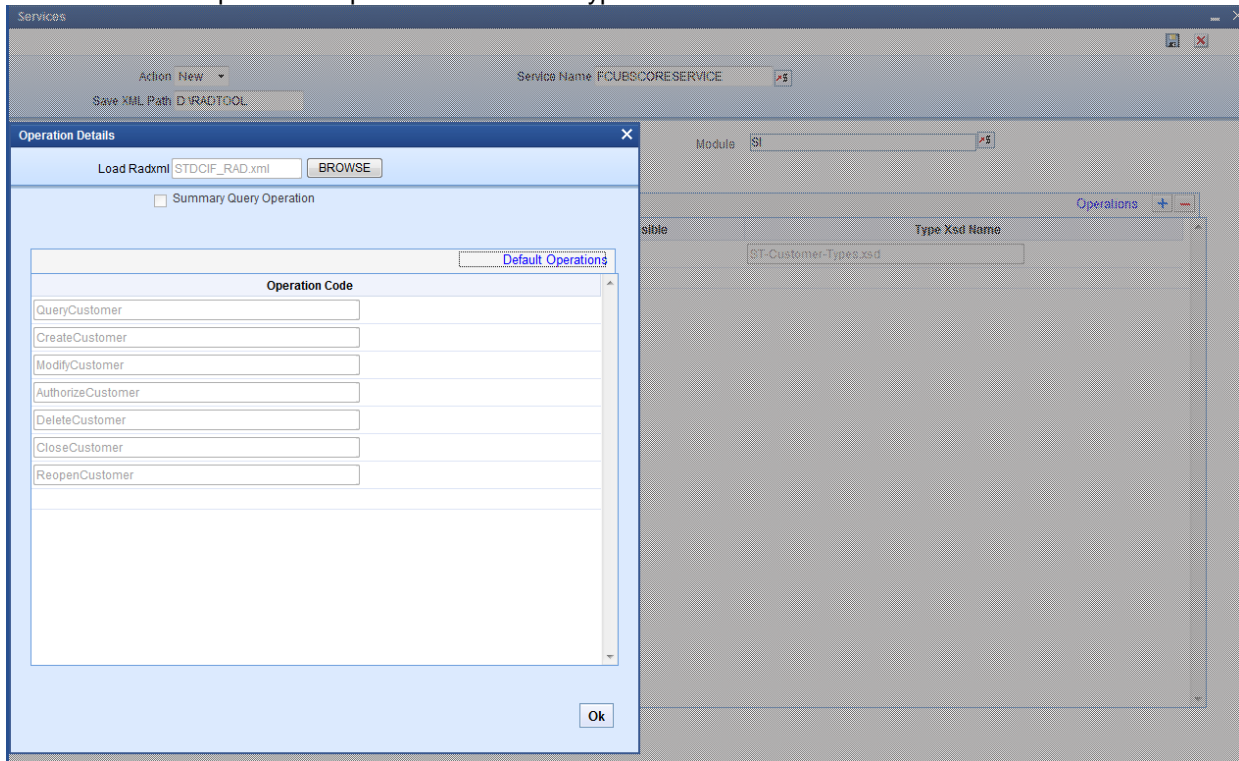 Services
Action New
Service Name FCUBSCORESERVICE
Save XML Path D:\RADTOOL
Operation Details
Module SI
Load Radxml STDCIF_RAD.xml BROWSE
Summary Query Operation
Operations + −
sible Type Xsd Name
Default Operations
ST-Customer-Types.xsd
Operation Code
QueryCustomer
CreateCustomer
ModifyCustomer
AuthorizeCustomer
DeleteCustomer
CloseCustomer
ReopenCustomer
Ok